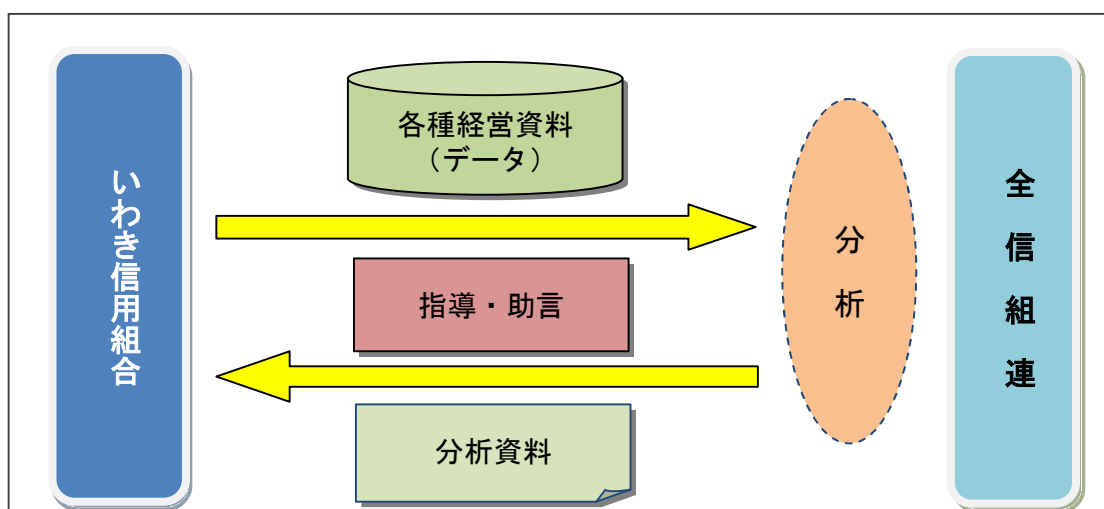 いわき信用組合
各種経営資料
（データ）
指導・助言
分析資料
分析
全信組連